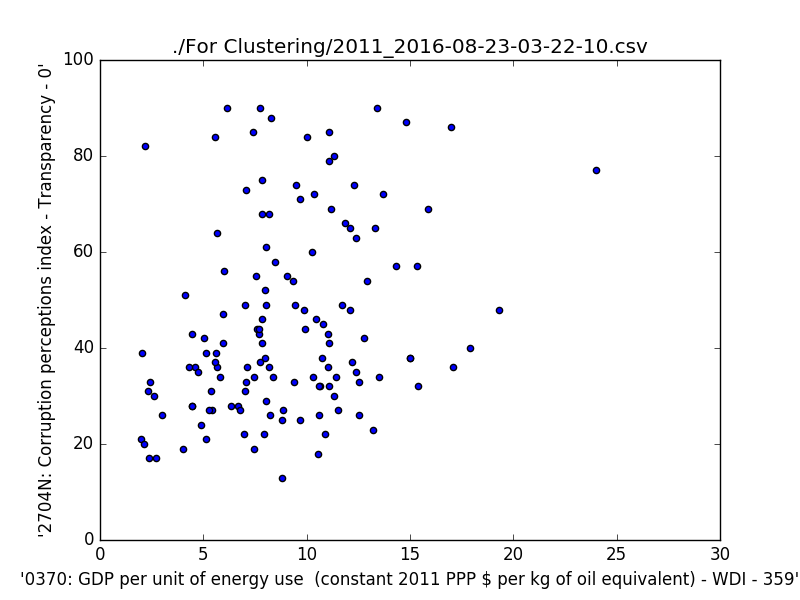 ./For Clustering/2011_2016-08-23-03-22-10.csv
'2704N: Corruption perceptions index - Transparency - 0'
100
80
60
40
20
0
0 5 10 15 20 25 30
'0370: GDP per unit of energy use  (constant 2011 PPP $ per kg of oil equivalent) - WDI - 359'